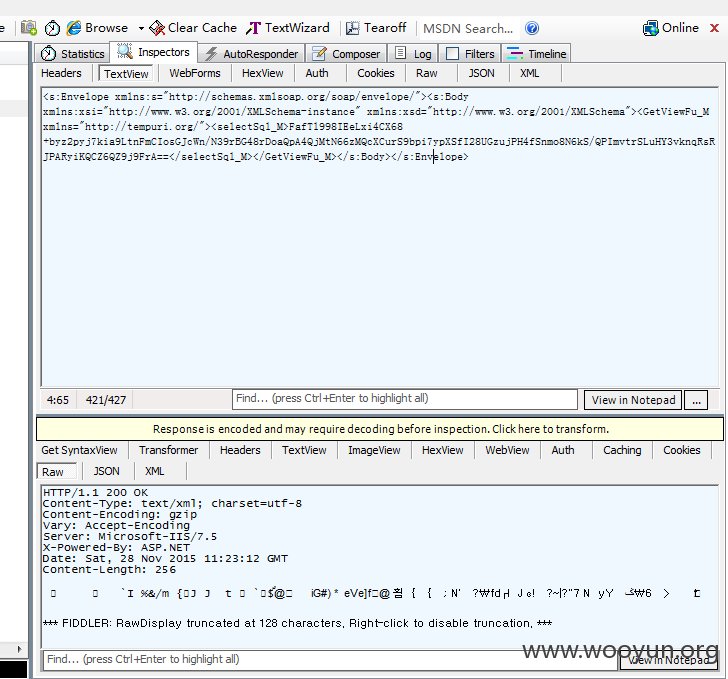 e Browse Clear Cache TextWizard Tearoff MSDN Search... Online
Statistics Inspectors AutoResponder Composer Log Filters Timeline
Headers TextView WebForms HexView Auth Cookies Raw JSON XML
<s:Envelope xmlns:s="http://schemas.xmlsoap.org/soap/envelope/"><s:Body
xmlns:xsi="http://www.w3.org/2001/XMLSchema-instance" xmlns:xsd="http://www.w3.org/2001/XMLSchema"><GetViewFu_M
xmlns="http://tempuri.org/"><selectSql_M>FafTl998IEeLxi4CX68
+byz2pyj7kia9LtnFmCIosGJcWn/N39rBG48rDoaQpA4QjMtN66zMQcXCurS9bpi7ypXSfI28UGzujPH4fSnmo8N6kS/QPImvtrSLuHY3vknqRsR
JPARyiKQCZ6QZ9j9FrA==</selectSql_M></GetViewFu_M></s:Body></s:Envelope>
4:65 421/427 Find... (press Ctrl+Enter to highlight all) View in Notepad ...
Response is encoded and may require decoding before inspection. Click here to transform.
Get SyntaxView Transformer Headers TextView ImageView HexView WebView Auth Caching Cookies
Raw JSON XML
HTTP/1.1 200 OK
Content-Type: text/xml; charset=utf-8
Content-Encoding: gzip
Vary: Accept-Encoding
Server: Microsoft-IIS/7.5
X-Powered-By: ASP.NET
Date: Sat, 28 Nov 2015 11:23:12 GMT
Content-Length: 256
*** FIDDLER: RawDisplay truncated at 128 characters. Right-click to disable truncation. ***
Find... (press Ctrl+Enter to highlight all) View in Notepad
www.wooyun.org